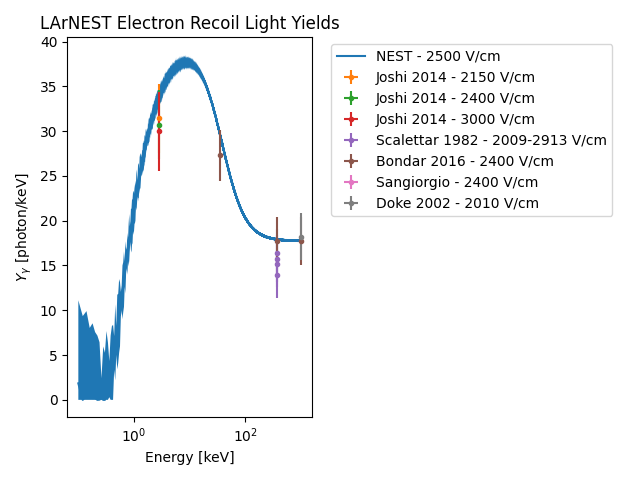 LArNEST Electron Recoil Light Yields
40
35
30
25
20
15
10
5
0
Yγ [photon/keV]
10^0
10^2
Energy [keV]
NEST - 2500 V/cm
Joshi 2014 - 2150 V/cm
Joshi 2014 - 2400 V/cm
Joshi 2014 - 3000 V/cm
Scalettar 1982 - 2009-2913 V/cm
Bondar 2016 - 2400 V/cm
Sangiorgio - 2400 V/cm
Doke 2002 - 2010 V/cm